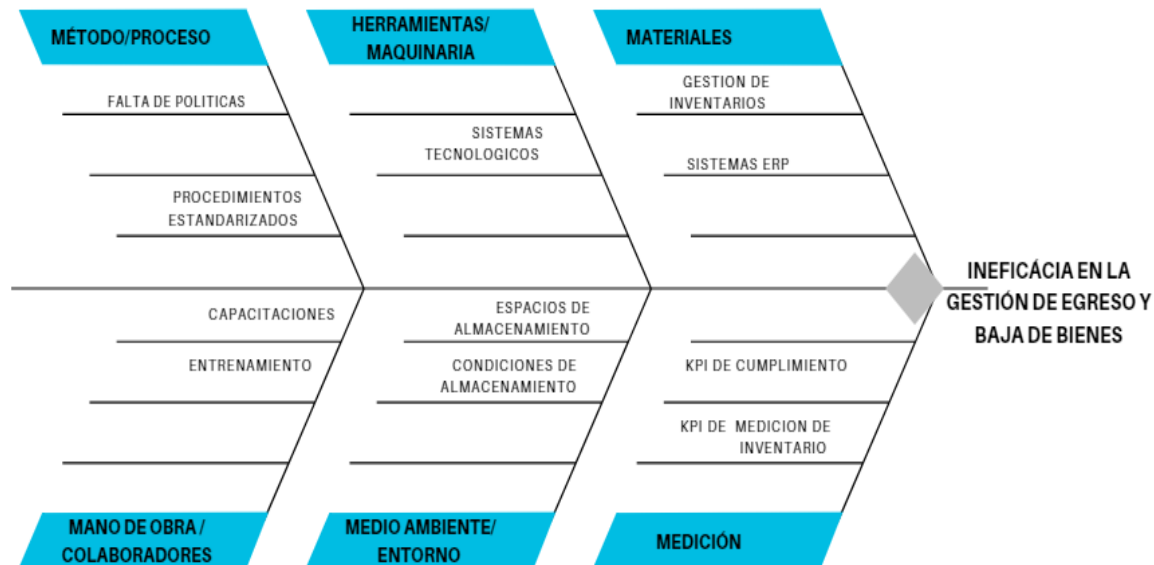 MÉTODO/PROCESO
HERRAMIENTAS/
MAQUINARIA
MATERIALES
FALTA DE POLITICAS
PROCEDIMIENTOS
ESTANDARIZADOS
SISTEMAS
TECNOLOGICOS
GESTION DE
INVENTARIOS
SISTEMAS ERP
INEFICÁCIA EN LA
GESTIÓN DE EGRESO Y
BAJA DE BIENES
CAPACITACIONES
ENTRENAMIENTO
ESPACIOS DE
ALMACENAMIENTO
CONDICIONES DE
ALMACENAMIENTO
KPI DE CUMPLIMIENTO
KPI DE MEDICION DE
INVENTARIO
MANO DE OBRA /
COLABORADORES
MEDIO AMBIENTE/
ENTORNO
MEDICIÓN